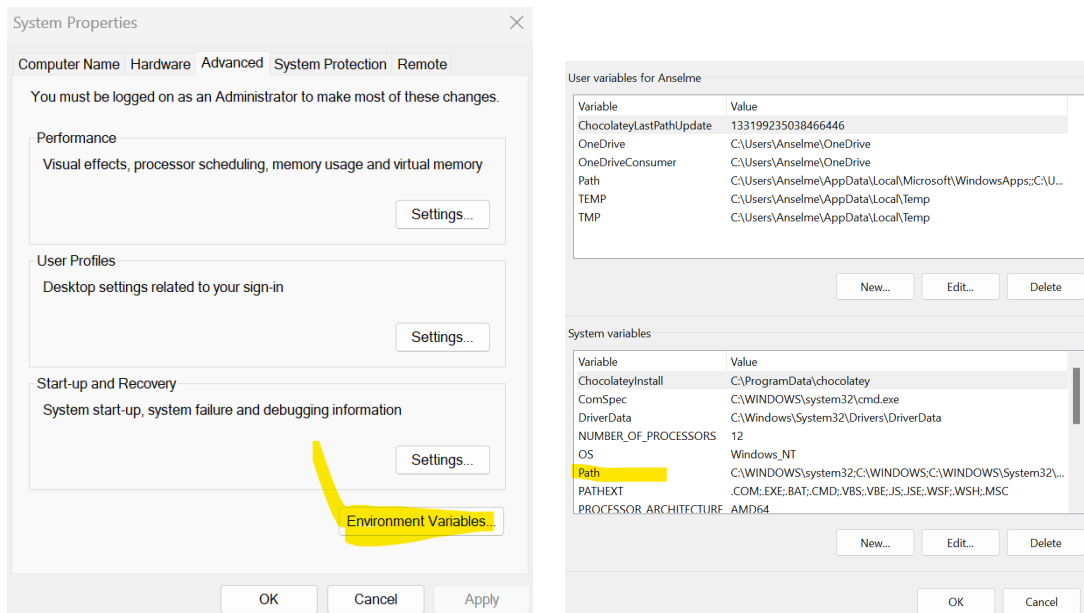 System Properties
Computer Name Hardware Advanced System Protection Remote
You must be logged on as an Administrator to make most of these changes.
Performance
Visual effects, processor scheduling, memory usage and virtual memory
Settings...
User Profiles
Desktop settings related to your sign-in
Settings...
Start-up and Recovery
System start-up, system failure and debugging information
Settings...
Environment Variables...
OK Cancel Apply
User variables for Anselme
Variable Value
ChocolateyLastPathUpdate 133199235038466446
OneDrive C:\Users\Anselme\OneDrive
OneDriveConsumer C:\Users\Anselme\OneDrive
Path C:\Users\Anselme\AppData\Local\Microsoft\WindowsApps;;C:\U...
TEMP C:\Users\Anselme\AppData\Local\Temp
TMP C:\Users\Anselme\AppData\Local\Temp
New... Edit... Delete
System variables
Variable Value
ChocolateyInstall C:\ProgramData\chocolatey
ComSpec C:\WINDOWS\system32\cmd.exe
DriverData C:\Windows\System32\Drivers\DriverData
NUMBER_OF_PROCESSORS 12
OS Windows_NT
Path C:\WINDOWS\system32;C:\WINDOWS;C:\WINDOWS\System32\...
PATHEXT .COM;.EXE;.BAT;.CMD;.VBS;.VBE;.JS;.JSE;.WSF;.WSH;.MSC
PROCESSOR_ARCHITECTURE AMD64
New... Edit... Delete
OK Cancel